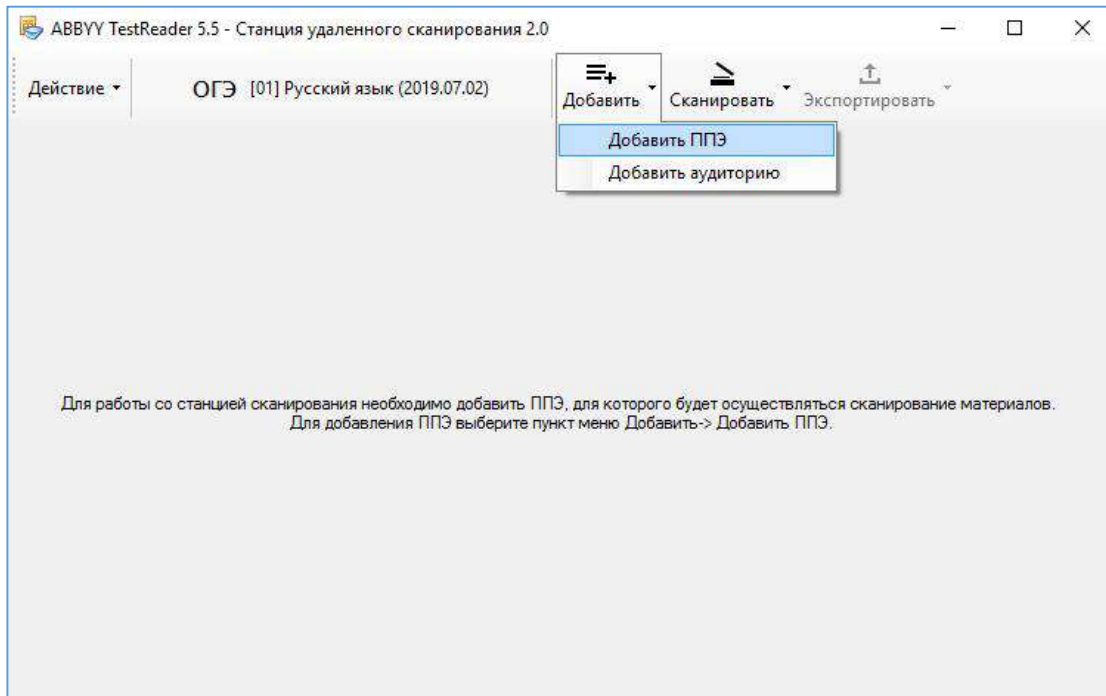 ABBYY TestReader 5.5 - Станция удаленного сканирования 2.0
Действие
ОГЭ [01] Русский язык (2019.07.02)
Добавить
Сканировать
Экспортировать
Добавить ППЭ
Добавить аудиторию
Для работы со станцией сканирования необходимо добавить ППЭ, для которого будет осуществляться сканирование материалов.
Для добавления ППЭ выберите пункт меню Добавить-> Добавить ППЭ.